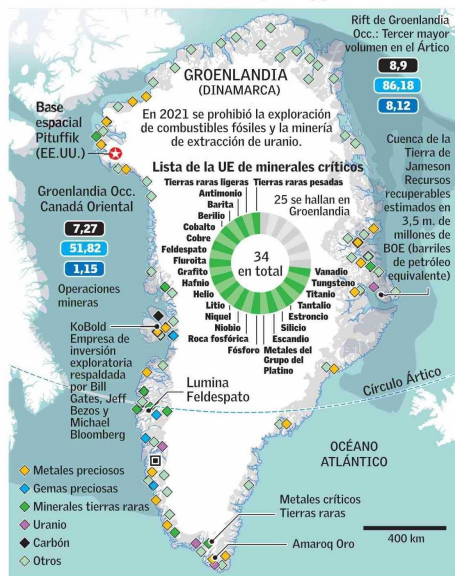 Rift de Groenlandia
Occ.: Tercer mayor
volumen en el Ártico
8,9
86,18
8,12
GROENLANDIA
(DINAMARCA)
En 2021 se prohibió la exploración
de combustibles fósiles y la minería
de extracción de uranio.
Base
espacial
Pituffik
(EE.UU.)
Cuenca de la
Tierra de
Jameson
Recursos
recuperables
estimados en
3,5 m. de
millones de
BOE (barriles
de petróleo
equivalente)
Lista de la UE de minerales críticos
Tierras raras ligeras
Antimonio
Barita
Berilio
Cobalto
Cobre
Feldespato
Fluroita
Grafito
Hafnio
Helio
Litio
Niquel
Niobio
Roca fosfórica
Fósforo
Tierras raras pesadas
25 se hallan en
Groenlandia
34
en total
Vanadio
Tungsteno
Titanio
Tantalio
Estroncio
Silicio
Escandio
Metales del
Grupo del
Platino
Groenlandia Occ.
Canadá Oriental
7,27
51,82
1,15
Operaciones
mineras
KoBold
Empresa de
inversión
exploratoria
respaldada
por Bill
Gates, Jeff
Bezos y
Michael
Bloomberg
Lumina
Feldespato
Círculo Ártico
OCÉANO
ATLÁNTICO
Metales preciosos
Gemas preciosas
Minerales tierras raras
Uranio
Carbón
Otros
Metales críticos
Tierras raras
Amaroq Oro
400 km